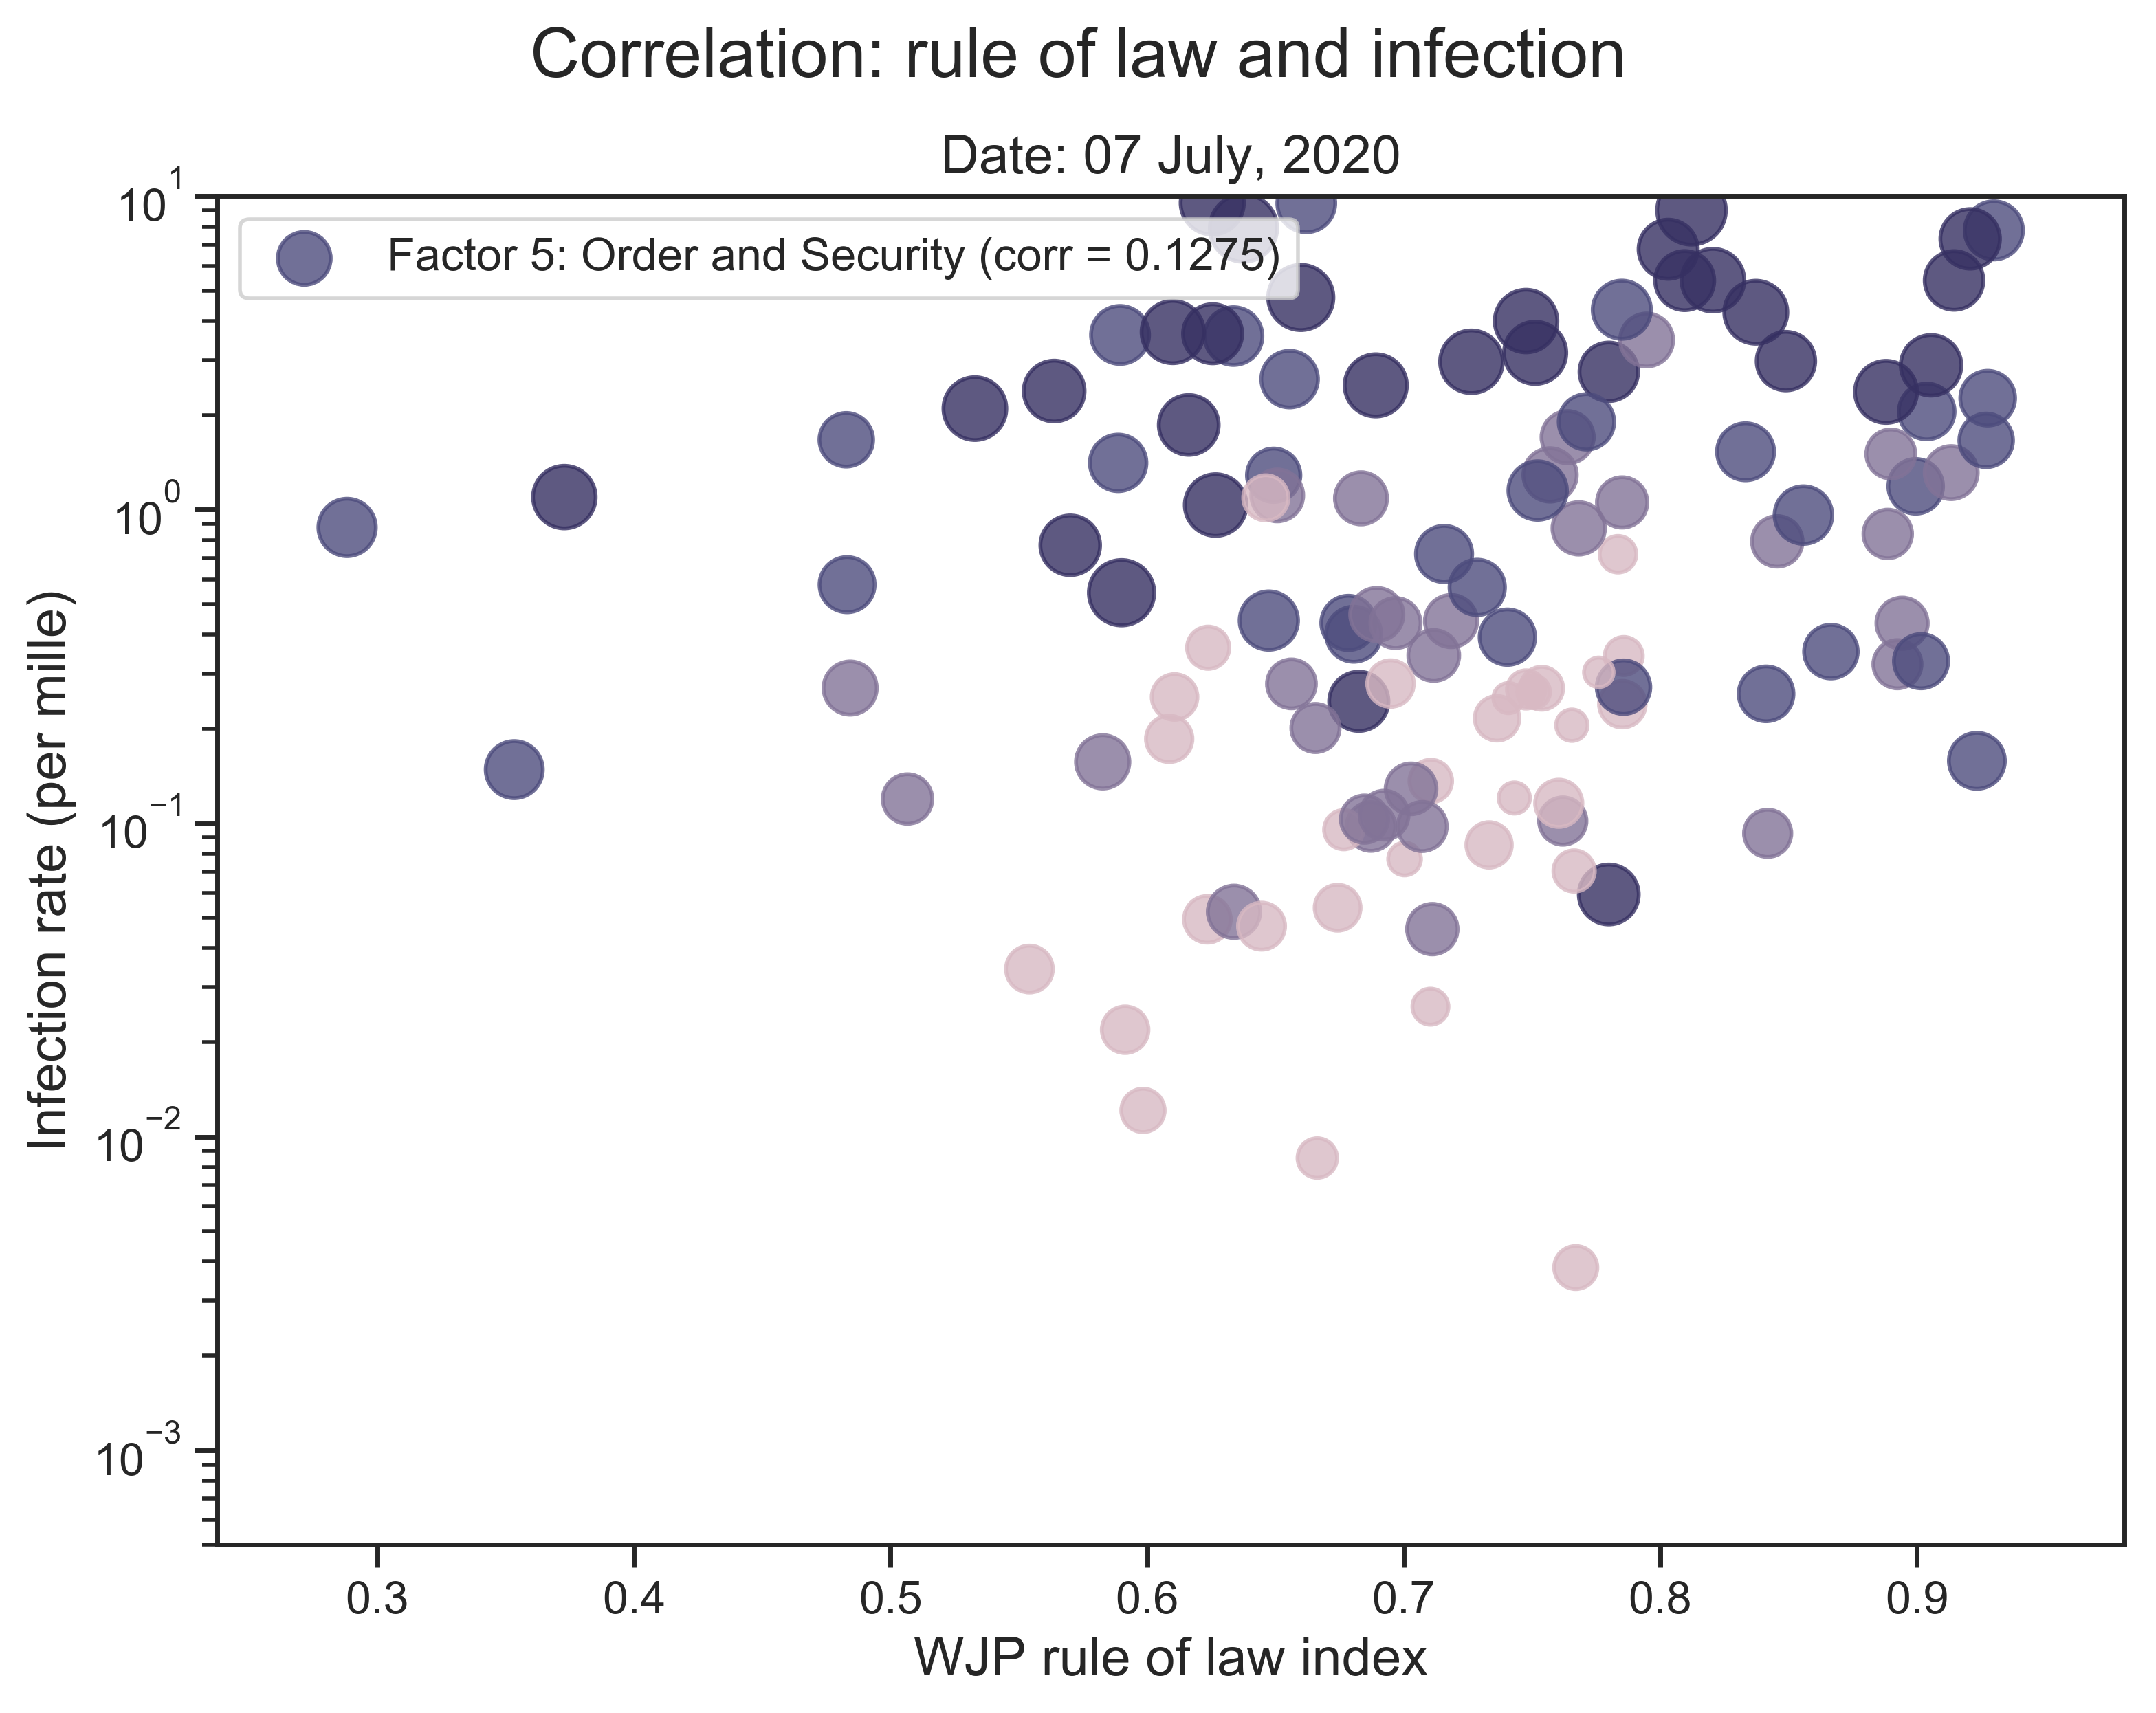 Correlation: rule of law and infection
Date: 07 July, 2020
Factor 5: Order and Security (corr = 0.1275)
Infection rate (per mille)
10^1
10^0
10^−1
10^−2
10^−3
0.3 0.4 0.5 0.6 0.7 0.8 0.9
WJP rule of law index